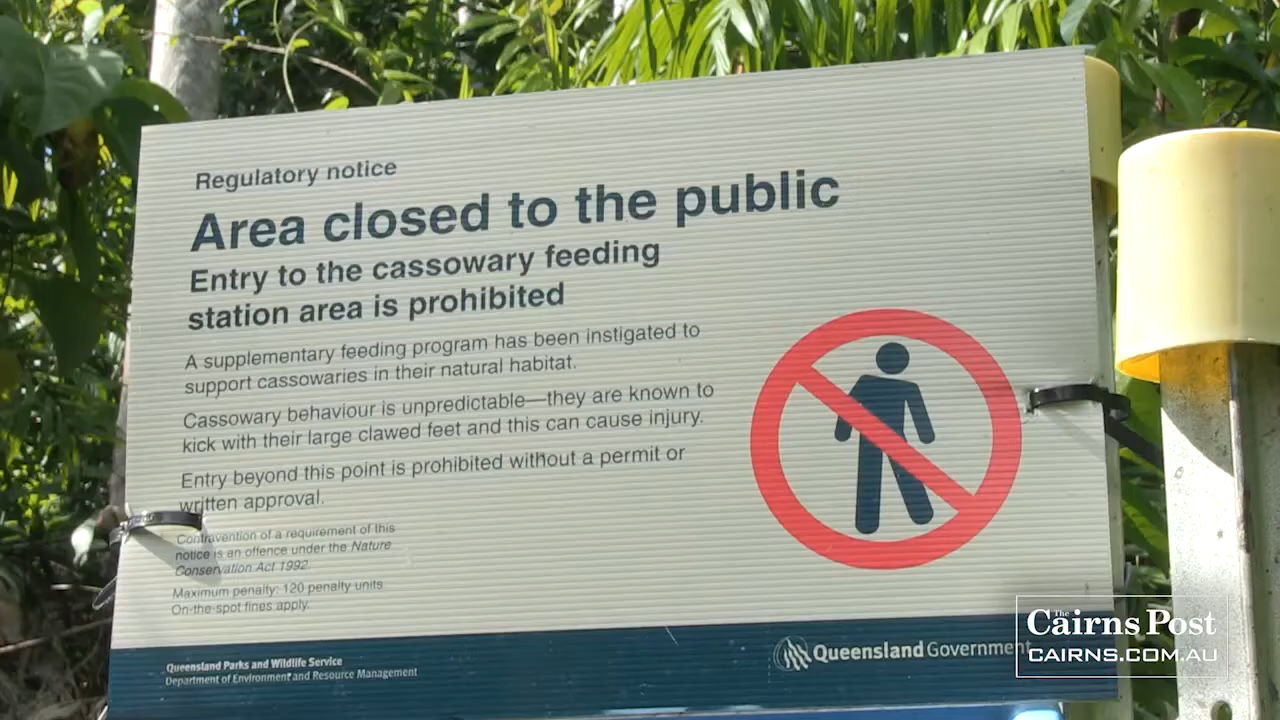 Regulatory notice
Area closed to the public
Entry to the cassowary feeding
station area is prohibited
A supplementary feeding program has been instigated to
support cassowaries in their natural habitat.
Cassowary behaviour is unpredictable—they are known to
kick with their large clawed feet and this can cause injury.
Entry beyond this point is prohibited without a permit or
written approval.
Contravention of a requirement of this
notice is an offence under the Nature
Conservation Act 1992.
Maximum penalty: 120 penalty units
On-the-spot fines apply.
Queensland Parks and Wildlife Service
Department of Environment and Resource Management
Queensland Government
The Cairns Post
CAIRNS.COM.AU